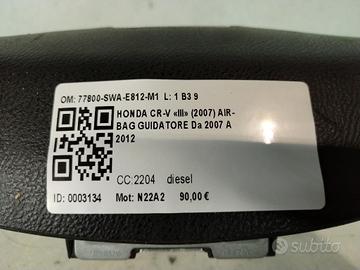 OM: 77800-SWA-E812-M1 L: 1 B3 9
HONDA CR-V «III» (2007) AIR-
BAG GUIDATORE Da 2007 A
2012
CC:2204 diesel
ID: 0003134 Mot: N22A2 90,00 €
subito